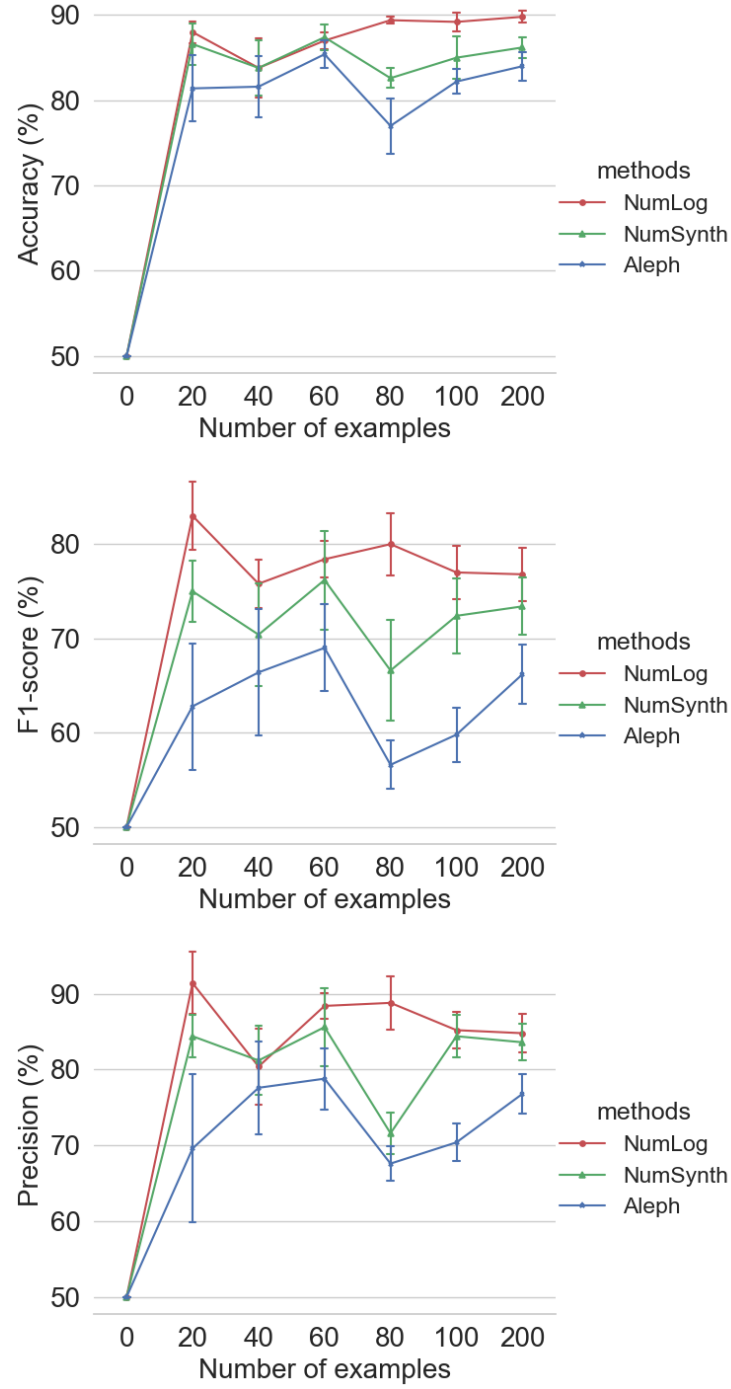 90
80
70
60
50
Accuracy (%)
0 20 40 60 80 100 200
Number of examples
methods
NumLog
NumSynth
Aleph
80
70
60
50
F1-score (%)
0 20 40 60 80 100 200
Number of examples
methods
NumLog
NumSynth
Aleph
90
80
70
60
50
Precision (%)
0 20 40 60 80 100 200
Number of examples
methods
NumLog
NumSynth
Aleph